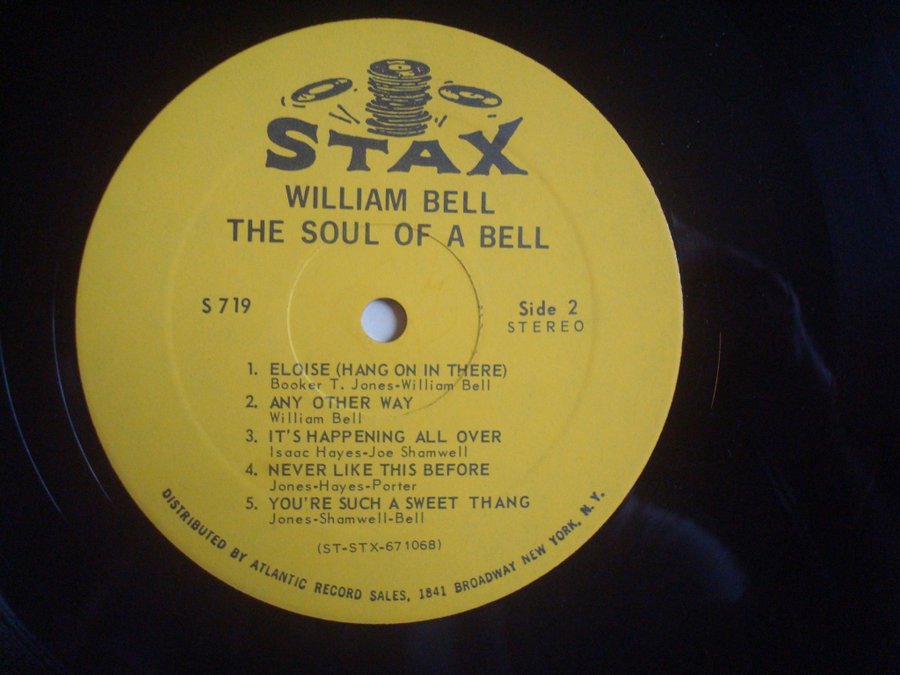 STAX
WILLIAM BELL
THE SOUL OF A BELL
S 719
Side 2
STEREO
1. ELOISE (HANG ON IN THERE)
Booker T. Jones-William Bell
2. ANY OTHER WAY
William Bell
3. IT'S HAPPENING ALL OVER
Isaac Hayes-Joe Shamwell
4. NEVER LIKE THIS BEFORE
Jones-Hayes-Porter
5. YOU'RE SUCH A SWEET THANG
Jones-Shamwell-Bell
(ST-STX-671068)
DISTRIBUTED BY ATLANTIC RECORD SALES, 1841 BROADWAY NEW YORK, N.Y.